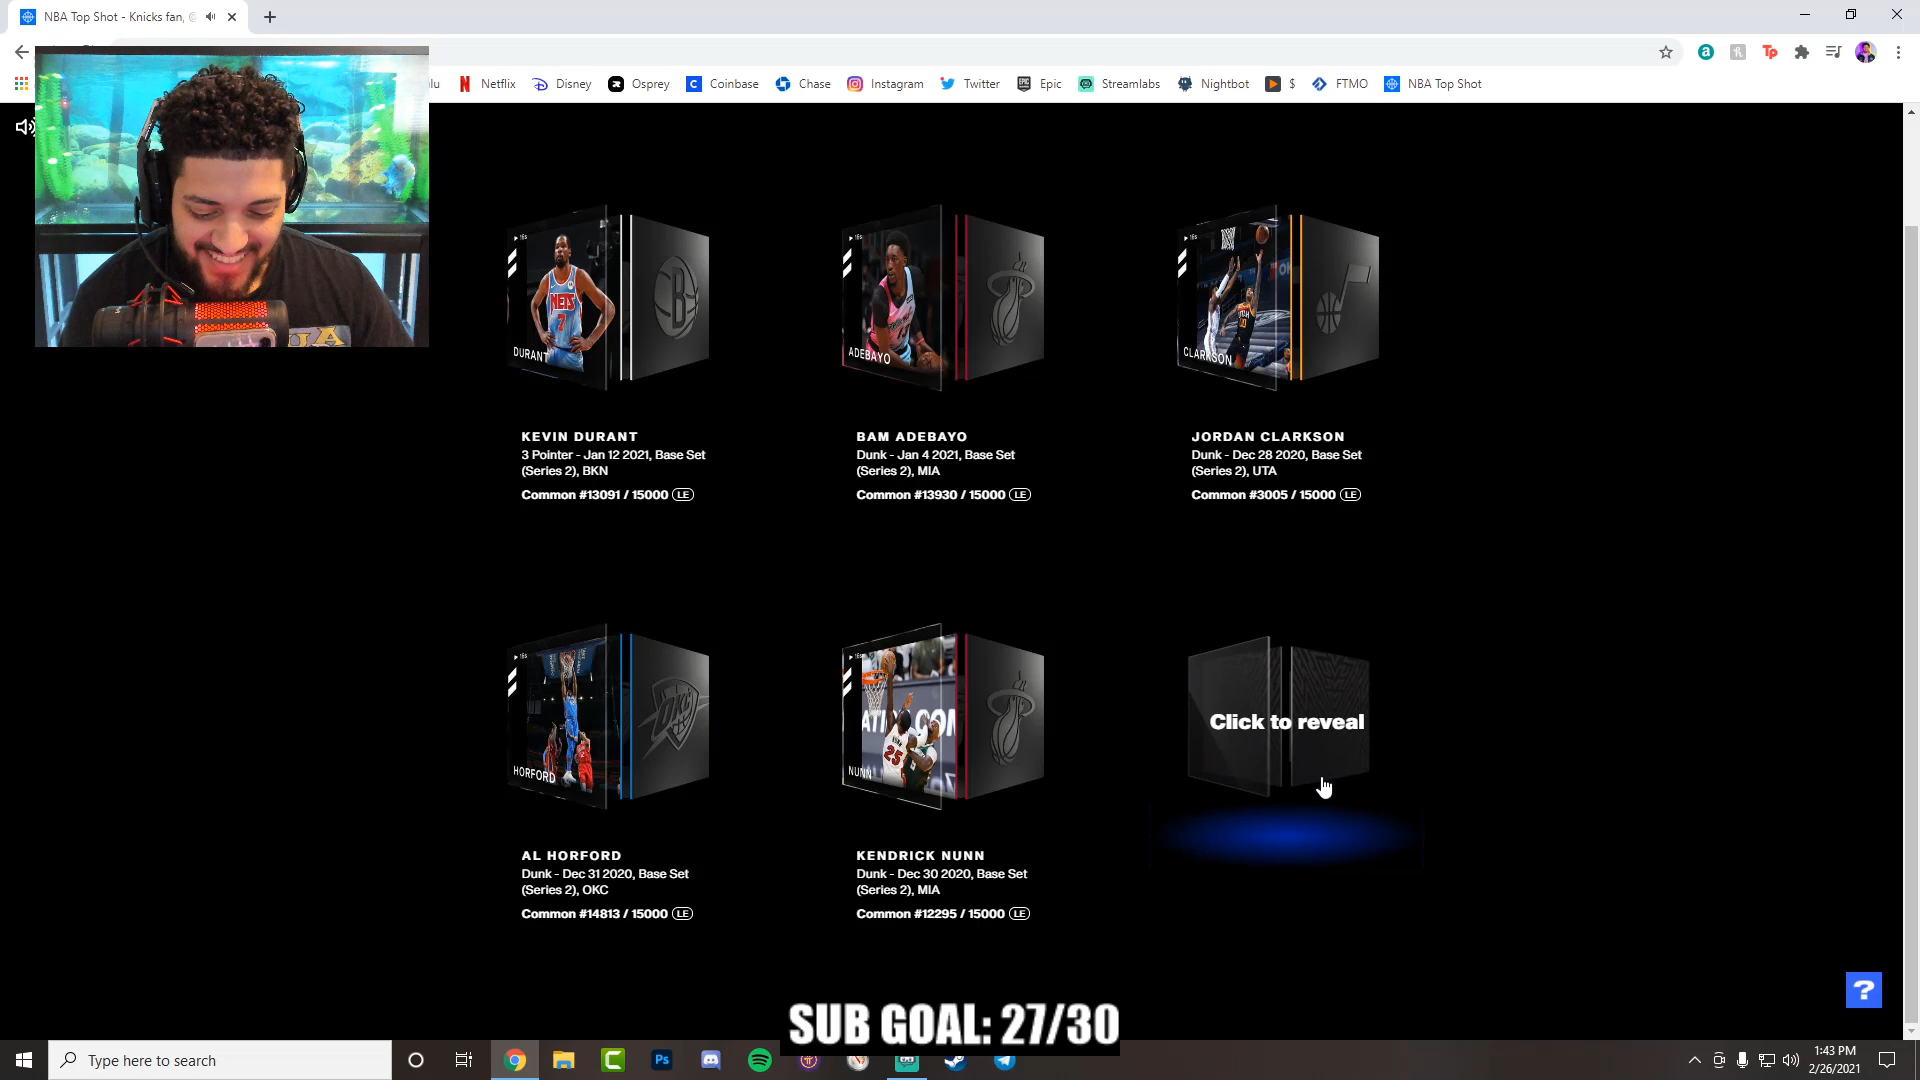 NBA Top Shot - Knicks fan,
lu Netflix Disney Osprey Coinbase Chase Instagram Twitter Epic Streamlabs Nightbot $ FTMO NBA Top Shot
NETS
7
DURANT
ADEBAYO
CLARKSON
KEVIN DURANT
3 Pointer - Jan 12 2021, Base Set
(Series 2), BKN
Common #13091 / 15000 LE
BAM ADEBAYO
Dunk - Jan 4 2021, Base Set
(Series 2), MIA
Common #13930 / 15000 LE
JORDAN CLARKSON
Dunk - Dec 28 2020, Base Set
(Series 2), UTA
Common #3005 / 15000 LE
OKC
HORFORD
NUNN
25
NUNN
Click to reveal
AL HORFORD
Dunk - Dec 31 2020, Base Set
(Series 2), OKC
Common #14813 / 15000 LE
KENDRICK NUNN
Dunk - Dec 30 2020, Base Set
(Series 2), MIA
Common #12295 / 15000 LE
?
SUB GOAL: 27/30
Type here to search
1:43 PM
2/26/2021